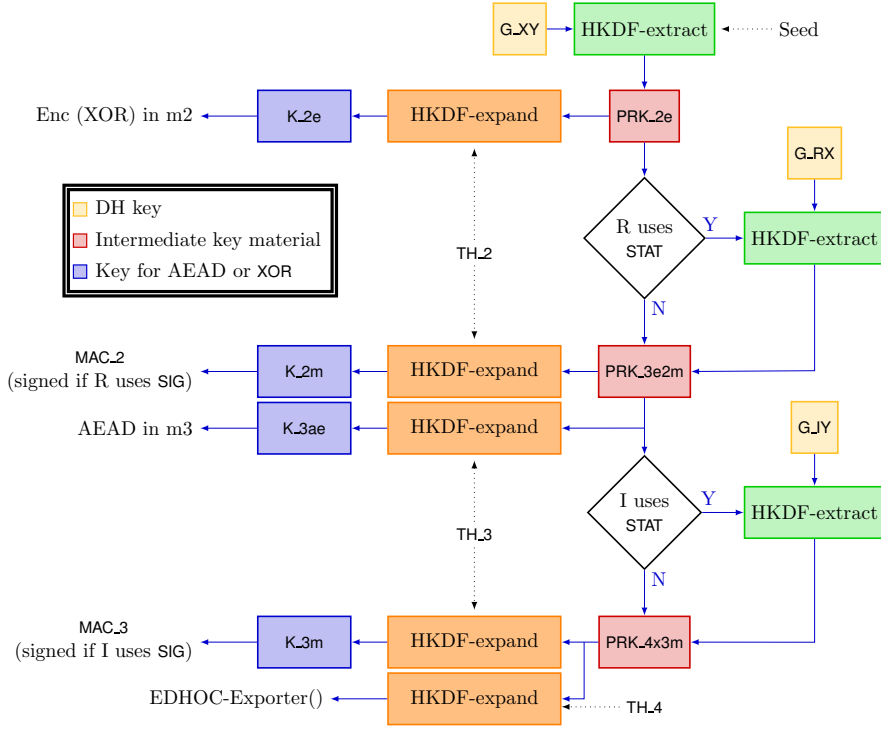 G_XY
HKDF-extract
Seed
Enc (XOR) in m2
K_2e
HKDF-expand
PRK_2e
G_RX
DH key
Intermediate key material
Key for AEAD or XOR
TH_2
R uses
STAT
Y
HKDF-extract
N
MAC_2
(signed if R uses SIG)
K_2m
HKDF-expand
PRK_3e2m
AEAD in m3
K_3ae
HKDF-expand
G_IY
TH_3
I uses
STAT
Y
HKDF-extract
N
MAC_3
(signed if I uses SIG)
K_3m
HKDF-expand
PRK_4x3m
EDHOC-Exporter()
HKDF-expand
TH_4